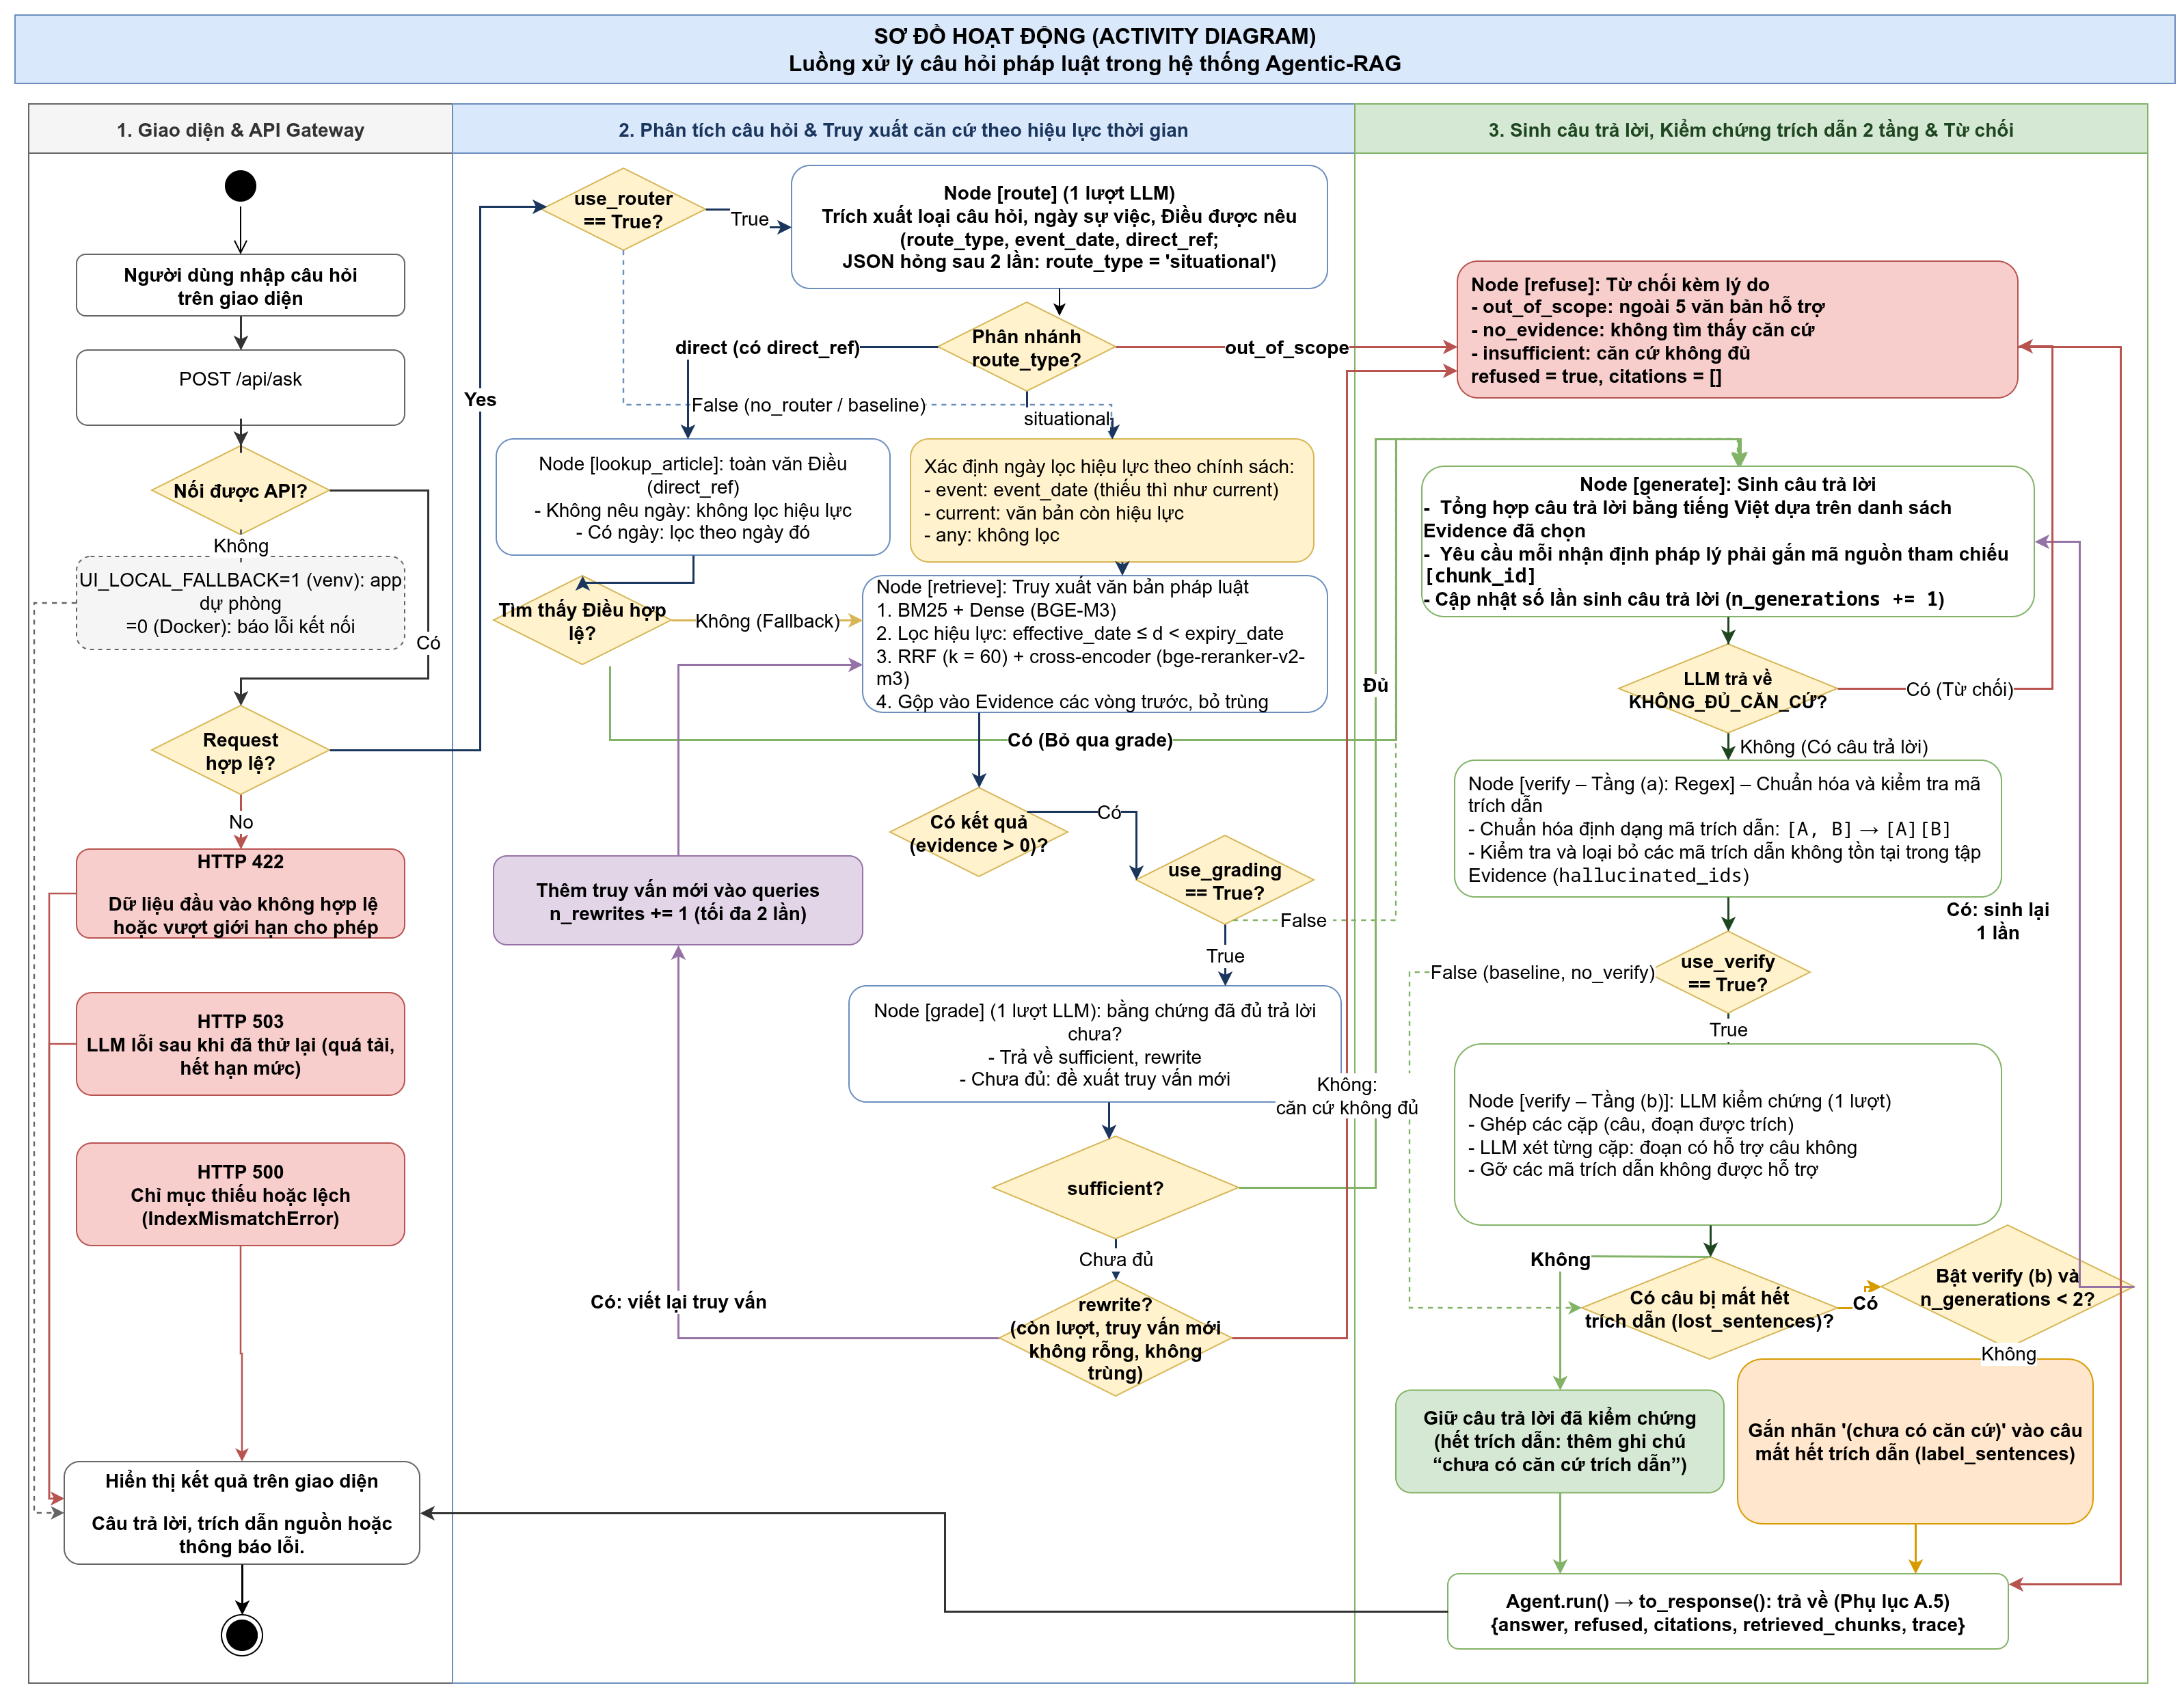 SƠ ĐỒ HOẠT ĐỘNG (ACTIVITY DIAGRAM)
Luồng xử lý câu hỏi pháp luật trong hệ thống Agentic-RAG
1. Giao diện & API Gateway
2. Phân tích câu hỏi & Truy xuất căn cứ theo hiệu lực thời gian
3. Sinh câu trả lời, Kiểm chứng trích dẫn 2 tầng & Từ chối
Người dùng nhập câu hỏi
trên giao diện
POST /api/ask
Nối được API?
Không
UI_LOCAL_FALLBACK=1 (venv): app
dự phòng
=0 (Docker): báo lỗi kết nối
Có
Request
hợp lệ?
Yes
No
HTTP 422
Dữ liệu đầu vào không hợp lệ
hoặc vượt giới hạn cho phép
HTTP 503
LLM lỗi sau khi đã thử lại (quá tải,
hết hạn mức)
HTTP 500
Chỉ mục thiếu hoặc lệch
(IndexMismatchError)
Hiển thị kết quả trên giao diện
Câu trả lời, trích dẫn nguồn hoặc
thông báo lỗi.
use_router
== True?
True
Node [route] (1 lượt LLM)
Trích xuất loại câu hỏi, ngày sự việc, Điều được nêu
(route_type, event_date, direct_ref;
JSON hỏng sau 2 lần: route_type = 'situational')
Phân nhánh
route_type?
direct (có direct_ref)
out_of_scope
False (no_router / baseline)
situational
Node [lookup_article]: toàn văn Điều
(direct_ref)
- Không nêu ngày: không lọc hiệu lực
- Có ngày: lọc theo ngày đó
Xác định ngày lọc hiệu lực theo chính sách:
- event: event_date (thiếu thì như current)
- current: văn bản còn hiệu lực
- any: không lọc
Tìm thấy Điều hợp
lệ?
Không (Fallback)
Node [retrieve]: Truy xuất văn bản pháp luật
1. BM25 + Dense (BGE-M3)
2. Lọc hiệu lực: effective_date ≤ d < expiry_date
3. RRF (k = 60) + cross-encoder (bge-reranker-v2-
m3)
4. Gộp vào Evidence các vòng trước, bỏ trùng
Có (Bỏ qua grade)
Có kết quả
(evidence > 0)?
Có
use_grading
== True?
False
True
Thêm truy vấn mới vào queries
n_rewrites += 1 (tối đa 2 lần)
Node [grade] (1 lượt LLM): bằng chứng đã đủ trả lời
chưa?
- Trả về sufficient, rewrite
- Chưa đủ: đề xuất truy vấn mới
Không:
căn cứ không đủ
sufficient?
Đủ
Chưa đủ
Có: viết lại truy vấn
rewrite?
(còn lượt, truy vấn mới
không rỗng, không
trùng)
Node [refuse]: Từ chối kèm lý do
- out_of_scope: ngoài 5 văn bản hỗ trợ
- no_evidence: không tìm thấy căn cứ
- insufficient: căn cứ không đủ
refused = true, citations = []
Node [generate]: Sinh câu trả lời
- Tổng hợp câu trả lời bằng tiếng Việt dựa trên danh sách
Evidence đã chọn
- Yêu cầu mỗi nhận định pháp lý phải gắn mã nguồn tham chiếu
[chunk_id]
- Cập nhật số lần sinh câu trả lời (n_generations += 1)
LLM trả về
KHÔNG_ĐỦ_CĂN_CỨ?
Có (Từ chối)
Không (Có câu trả lời)
Node [verify – Tầng (a): Regex] – Chuẩn hóa và kiểm tra mã
trích dẫn
- Chuẩn hóa định dạng mã trích dẫn: [A, B] → [A][B]
- Kiểm tra và loại bỏ các mã trích dẫn không tồn tại trong tập
Evidence (hallucinated_ids)
Có: sinh lại
1 lần
use_verify
== True?
False (baseline, no_verify)
True
Node [verify – Tầng (b)]: LLM kiểm chứng (1 lượt)
- Ghép các cặp (câu, đoạn được trích)
- LLM xét từng cặp: đoạn có hỗ trợ câu không
- Gỡ các mã trích dẫn không được hỗ trợ
Không
Có câu bị mất hết
trích dẫn (lost_sentences)?
Có
Bật verify (b) và
n_generations < 2?
Không
Giữ câu trả lời đã kiểm chứng
(hết trích dẫn: thêm ghi chú
“chưa có căn cứ trích dẫn”)
Gắn nhãn '(chưa có căn cứ)' vào câu
mất hết trích dẫn (label_sentences)
Agent.run() → to_response(): trả về (Phụ lục A.5)
{answer, refused, citations, retrieved_chunks, trace}